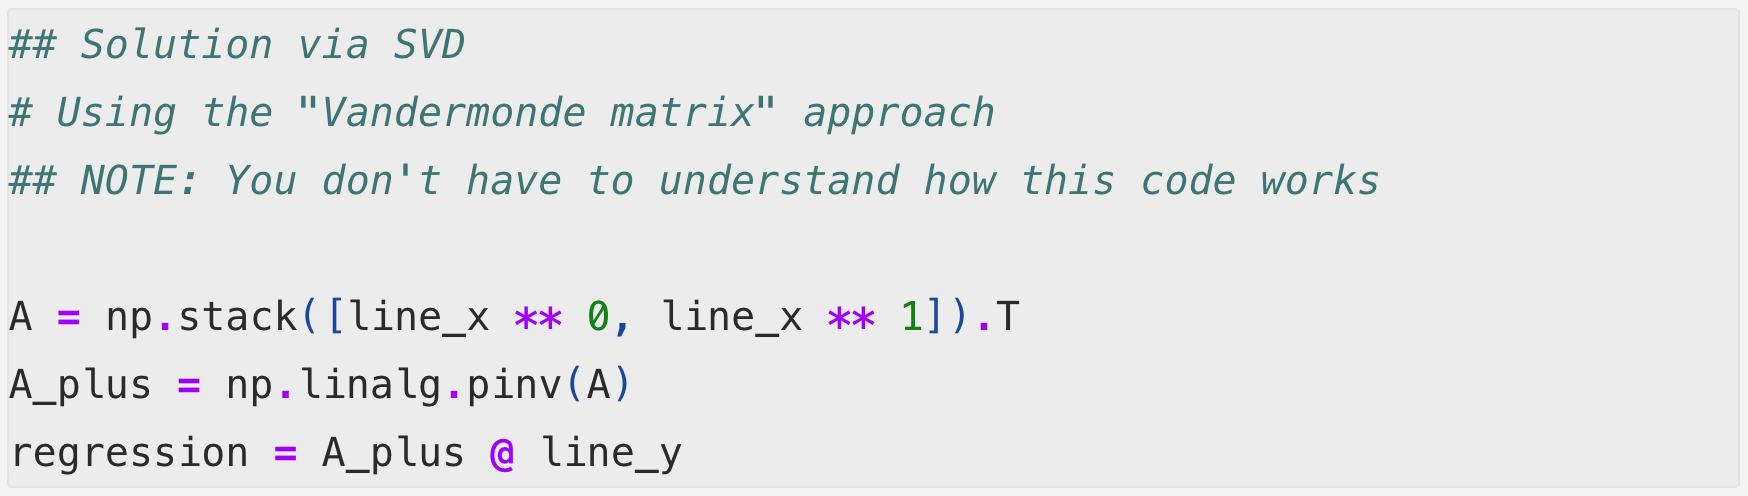 ## Solution via SVD
# Using the "Vandermonde matrix" approach
## NOTE: You don't have to understand how this code works
A = np.stack([line_x ** 0, line_x ** 1]).T
A_plus = np.linalg.pinv(A)
regression = A_plus @ line_y